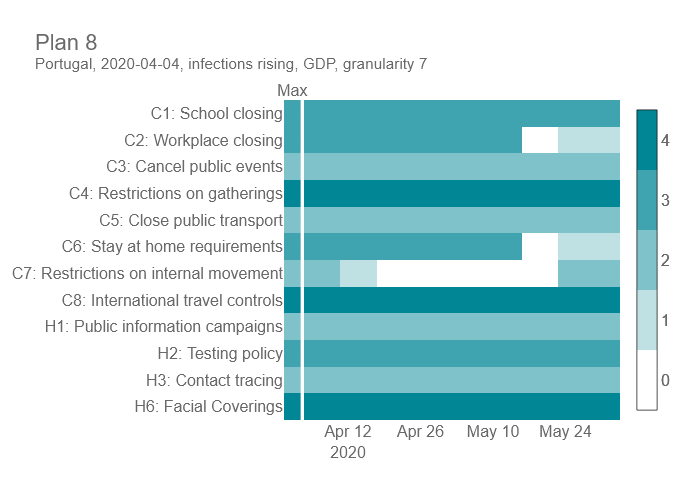 Plan 8
Portugal, 2020-04-04, infections rising, GDP, granularity 7
Max
C1: School closing
C2: Workplace closing
C3: Cancel public events
C4: Restrictions on gatherings
C5: Close public transport
C6: Stay at home requirements
C7: Restrictions on internal movement
C8: International travel controls
H1: Public information campaigns
H2: Testing policy
H3: Contact tracing
H6: Facial Coverings
Apr 12 Apr 26 May 10 May 24
2020
4
3
2
1
0